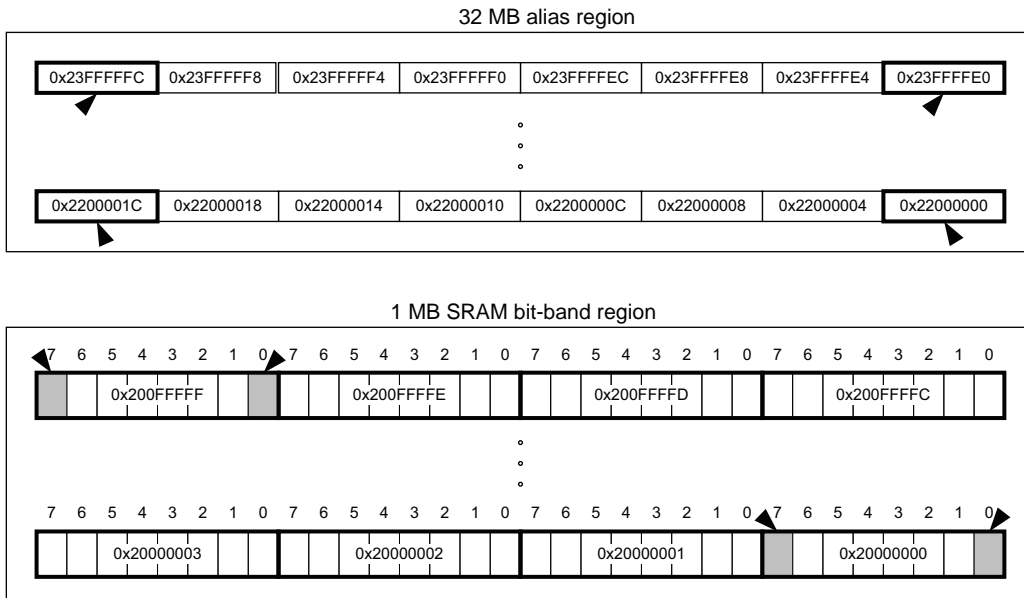 32 MB alias region
0x23FFFFFC 0x23FFFFF8 0x23FFFFF4 0x23FFFFF0 0x23FFFFEC 0x23FFFFE8 0x23FFFFE4 0x23FFFFE0
0x2200001C 0x22000018 0x22000014 0x22000010 0x2200000C 0x22000008 0x22000004 0x22000000
1 MB SRAM bit-band region
7 6 5 4 3 2 1 0 7 6 5 4 3 2 1 0 7 6 5 4 3 2 1 0 7 6 5 4 3 2 1 0
0x200FFFFF 0x200FFFFE 0x200FFFFD 0x200FFFFC
7 6 5 4 3 2 1 0 7 6 5 4 3 2 1 0 7 6 5 4 3 2 1 0 7 6 5 4 3 2 1 0
0x20000003 0x20000002 0x20000001 0x20000000